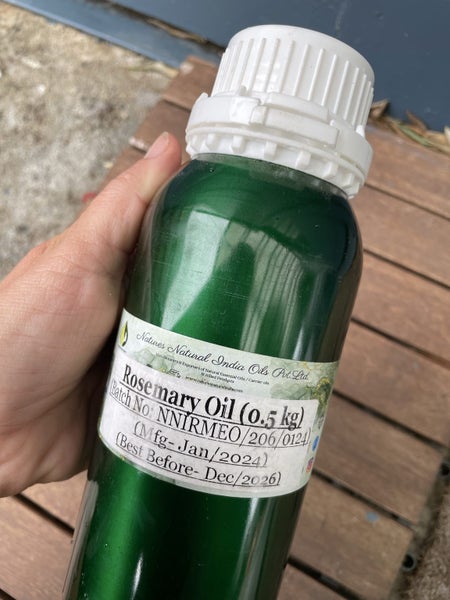 Natures Natural India Oils Pvt.Ltd.
Rosemary Oil (0.5 kg)
(Batch No: NNIRMEO/206/0124)
(Mfg- Jan/2024)
(Best Before- Dec/2026)